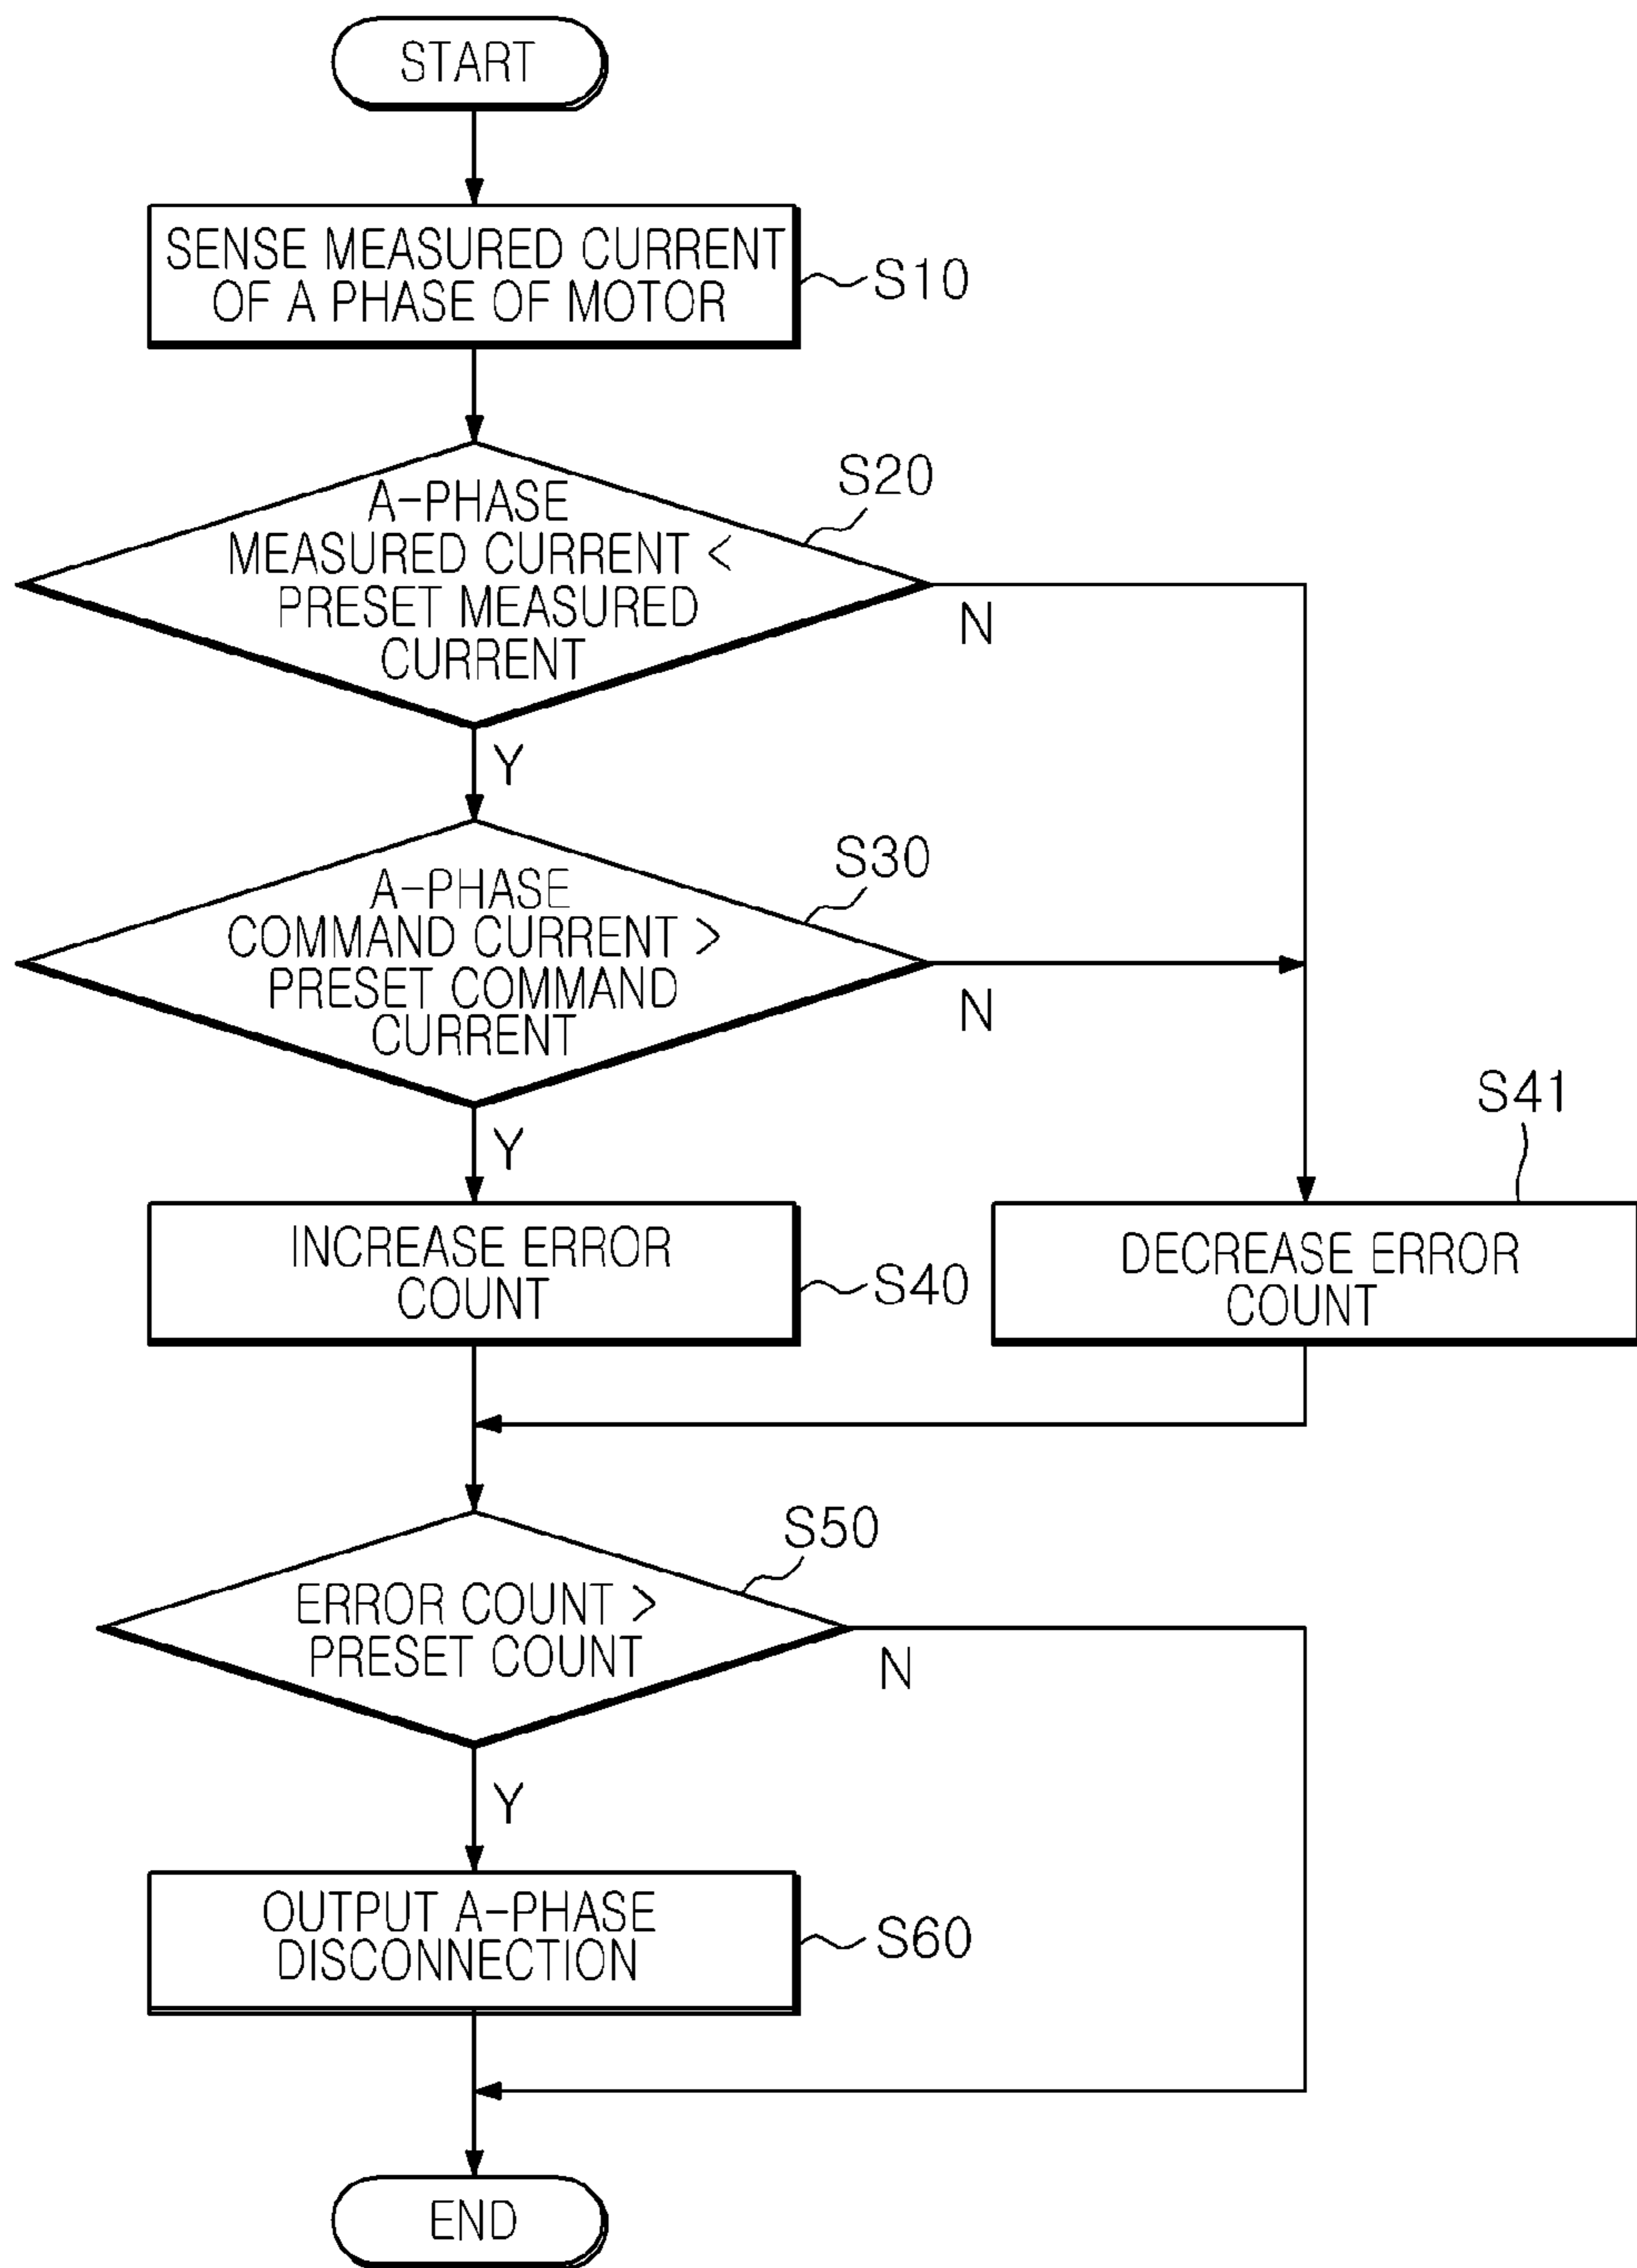 START
SENSE MEASURED CURRENT
OF A PHASE OF MOTOR
S10
S20
A-PHASE
MEASURED CURRENT <
PRESET MEASURED
CURRENT
N
Y
S30
A-PHASE
COMMAND CURRENT >
PRESET COMMAND
CURRENT
N
Y
S41
INCREASE ERROR
COUNT
S40
DECREASE ERROR
COUNT
S50
ERROR COUNT >
PRESET COUNT
N
Y
OUTPUT A-PHASE
DISCONNECTION
S60
END